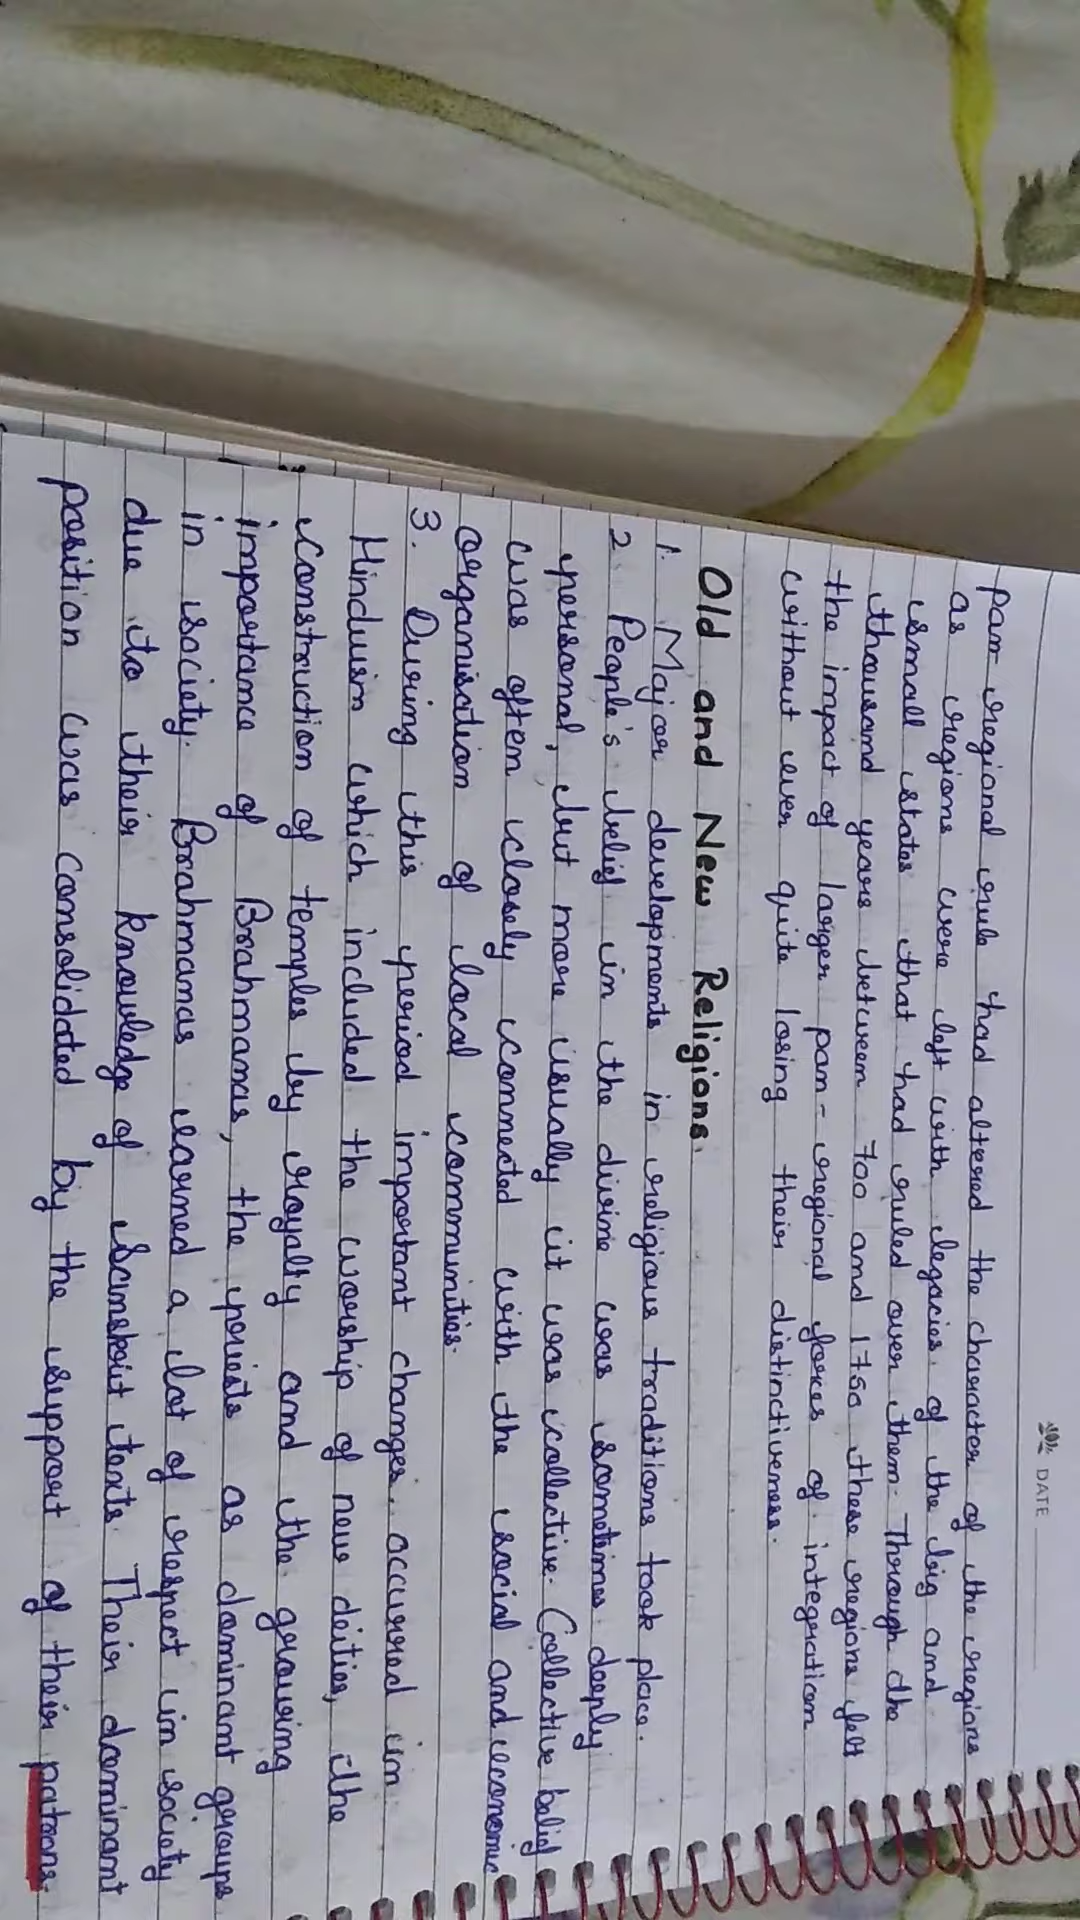 DATE
pan-regional rule had altered the character of the regions
as regions were left with legacies of the big and
small states that had ruled over them. Through the
thousand years between 700 and 1750 these regions felt
the impact of larger pan-regional forces of integration
without ever quite losing their distinctiveness.
Old and New Religions.
1. Major developments in religious traditions took place.
2. People's belief in the divine was sometimes deeply
personal, but more usually it was collective. Collective belief
was often closely connected with the social and economic
organisation of local communities.
3. During this period important changes occurred in
Hinduism which included the worship of new deities, the
construction of temples by royalty and the growing
importance of Brahmanas, the priests as dominant groups
in society. Brahmanas earned a lot of respect in society
due to their knowledge of Sanskrit texts. Their dominant
position was consolidated by the support of their patrons.